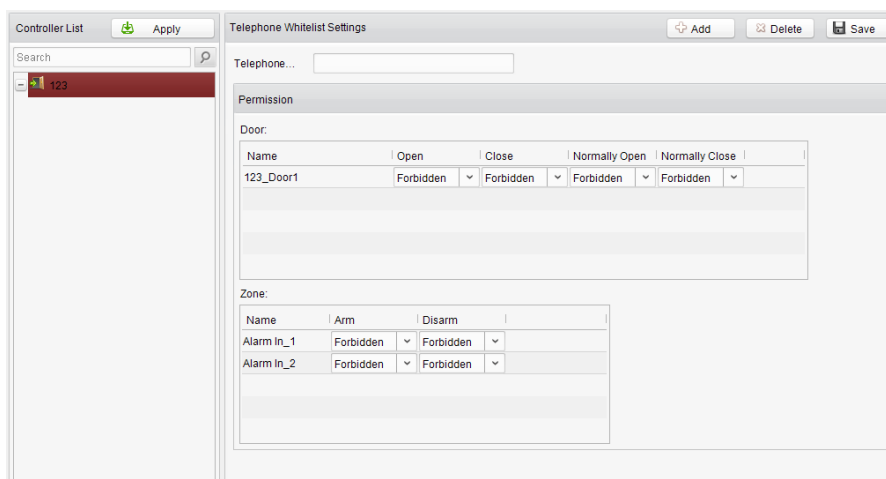 Controller List
Apply
Search
123
Telephone Whitelist Settings
Add
Delete
Save
Telephone...
Permission
Door:
Name Open Close Normally Open Normally Close
123_Door1 Forbidden Forbidden Forbidden Forbidden
Zone:
Name Arm Disarm
Alarm In_1 Forbidden Forbidden
Alarm In_2 Forbidden Forbidden